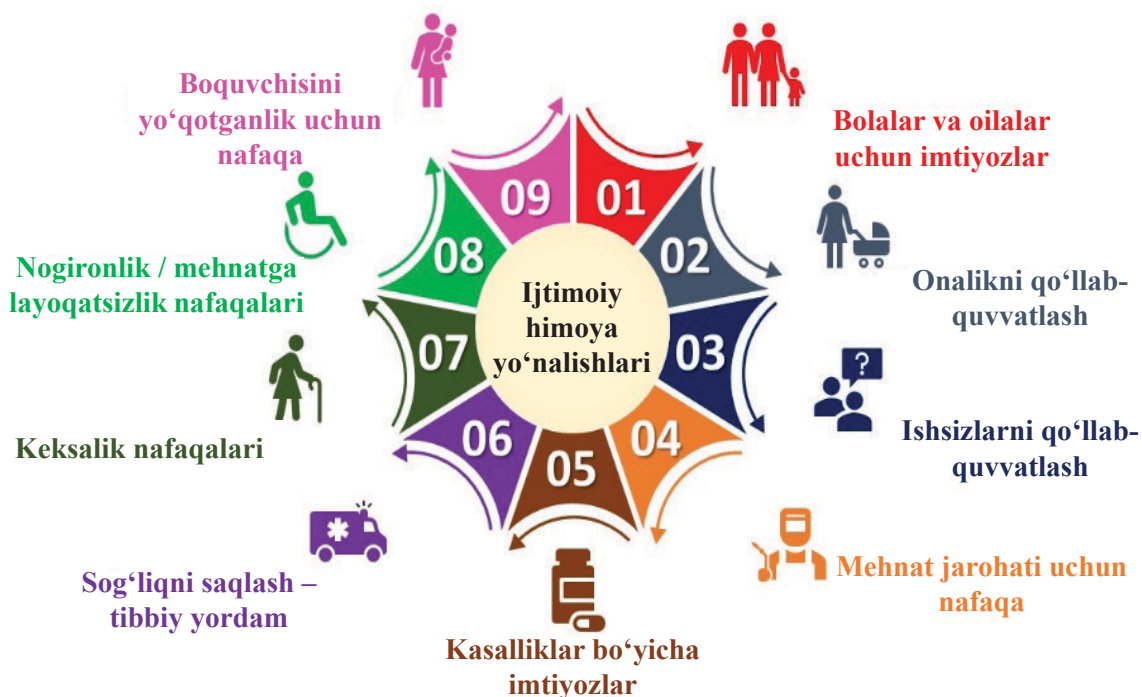 Ijtimoiy
himoya
yo‘nalishlari
01
Bolalar va oilalar
uchun imtiyozlar
02
Onalikni qo‘llab-
quvvatlash
03
?
Ishsizlarni qo‘llab-
quvvatlash
04
Mehnat jarohati uchun
nafaqa
05
Kasalliklar bo‘yicha
imtiyozlar
06
Sog‘liqni saqlash –
tibbiy yordam
07
Keksalik nafaqalari
08
Nogironlik / mehnatga
layoqatsizlik nafaqalari
09
Boquvchisini
yo‘qotganlik uchun
nafaqa